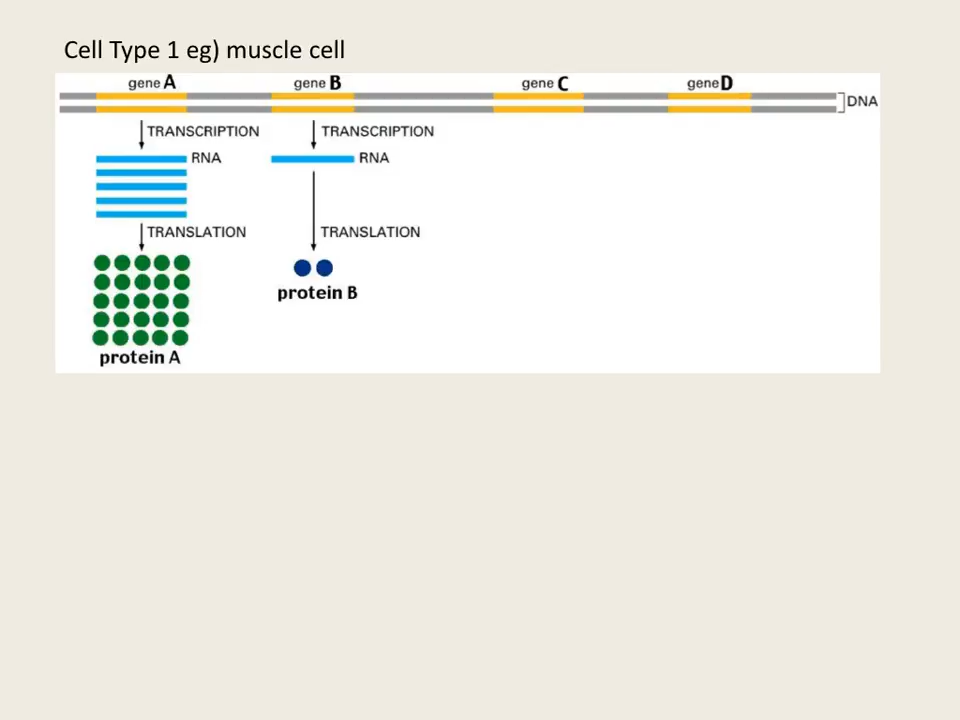 Cell Type 1 eg) muscle cell
gene A gene B gene C gene D
DNA
TRANSCRIPTION TRANSCRIPTION
RNA RNA
TRANSLATION TRANSLATION
protein B
protein A